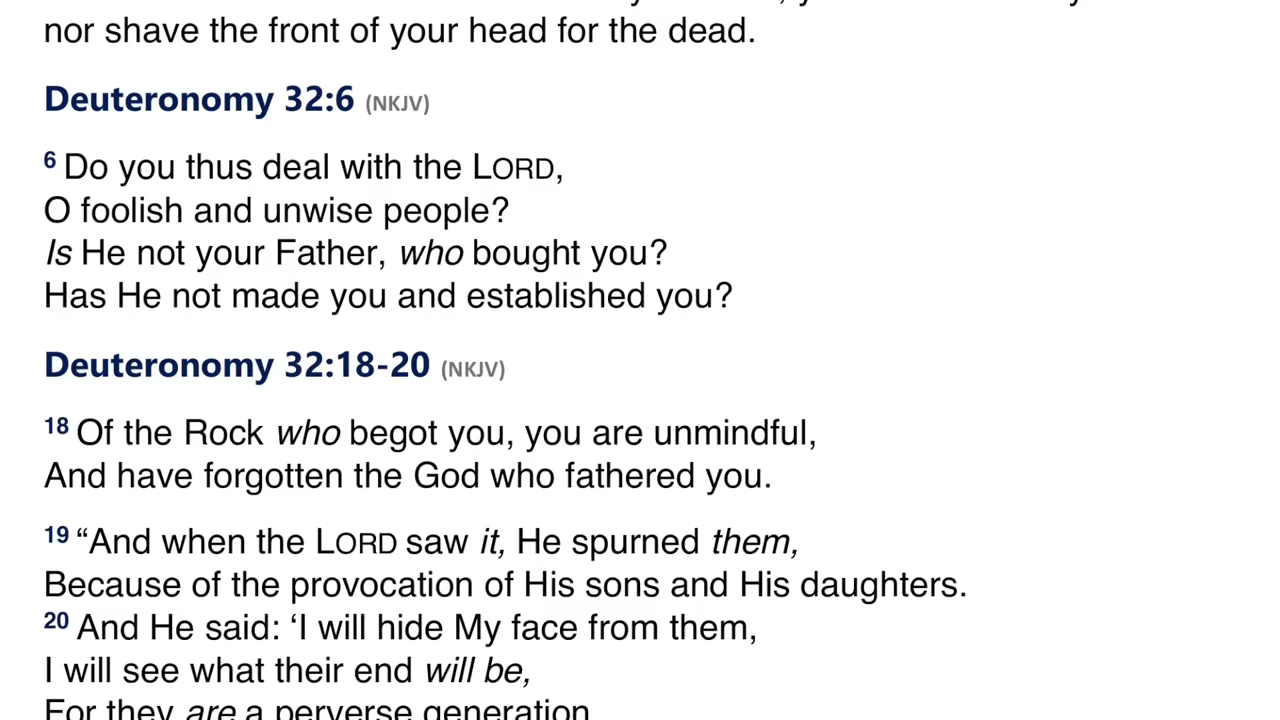 nor shave the front of your head for the dead.
Deuteronomy 32:6 (NKJV)
6 Do you thus deal with the LORD,
O foolish and unwise people?
Is He not your Father, who bought you?
Has He not made you and established you?
Deuteronomy 32:18-20 (NKJV)
18 Of the Rock who begot you, you are unmindful,
And have forgotten the God who fathered you.
19 “And when the LORD saw it, He spurned them,
Because of the provocation of His sons and His daughters.
20 And He said: ‘I will hide My face from them,
I will see what their end will be,
For they are a perverse generation